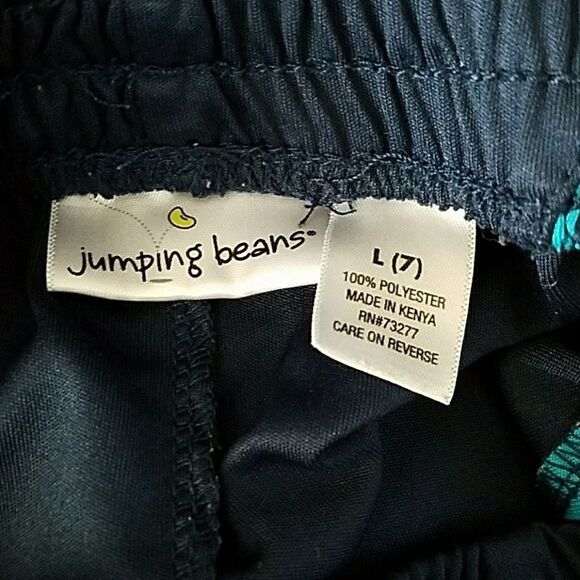 jumping beans®
L (7)
100% POLYESTER
MADE IN KENYA
RN#73277
CARE ON REVERSE